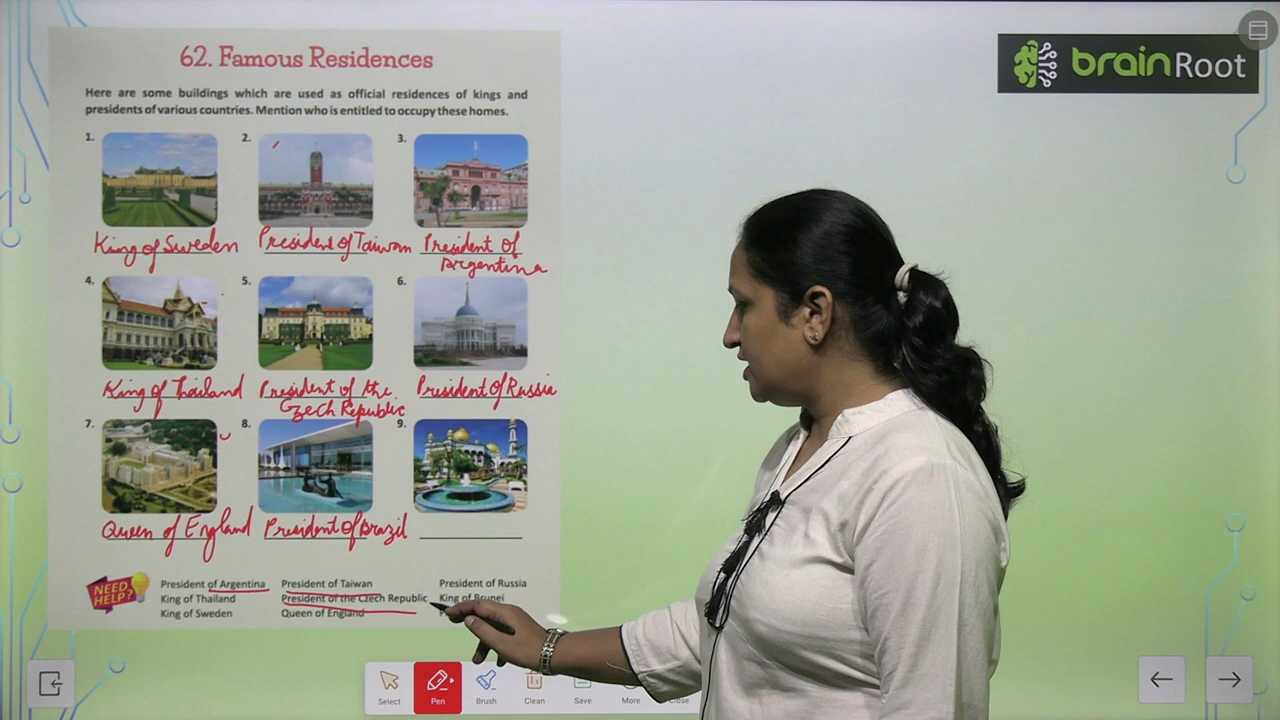 62. Famous Residences
Here are some buildings which are used as official residences of kings and
presidents of various countries. Mention who is entitled to occupy these homes.
1.
2.
3.
King of Sweden
President of Taiwan
President of
Argentina
4.
5.
6.
King of Thailand
President of the
Czech Republic
President of Russia
7.
8.
9.
Queen of England
President of Brazil
NEED
HELP?
President of Argentina
President of Taiwan
President of Russia
King of Thailand
President of the Czech Republic
King of Brunei
King of Sweden
Queen of England
brainRoot
Select
Pen
Brush
Clean
Save
More
Close